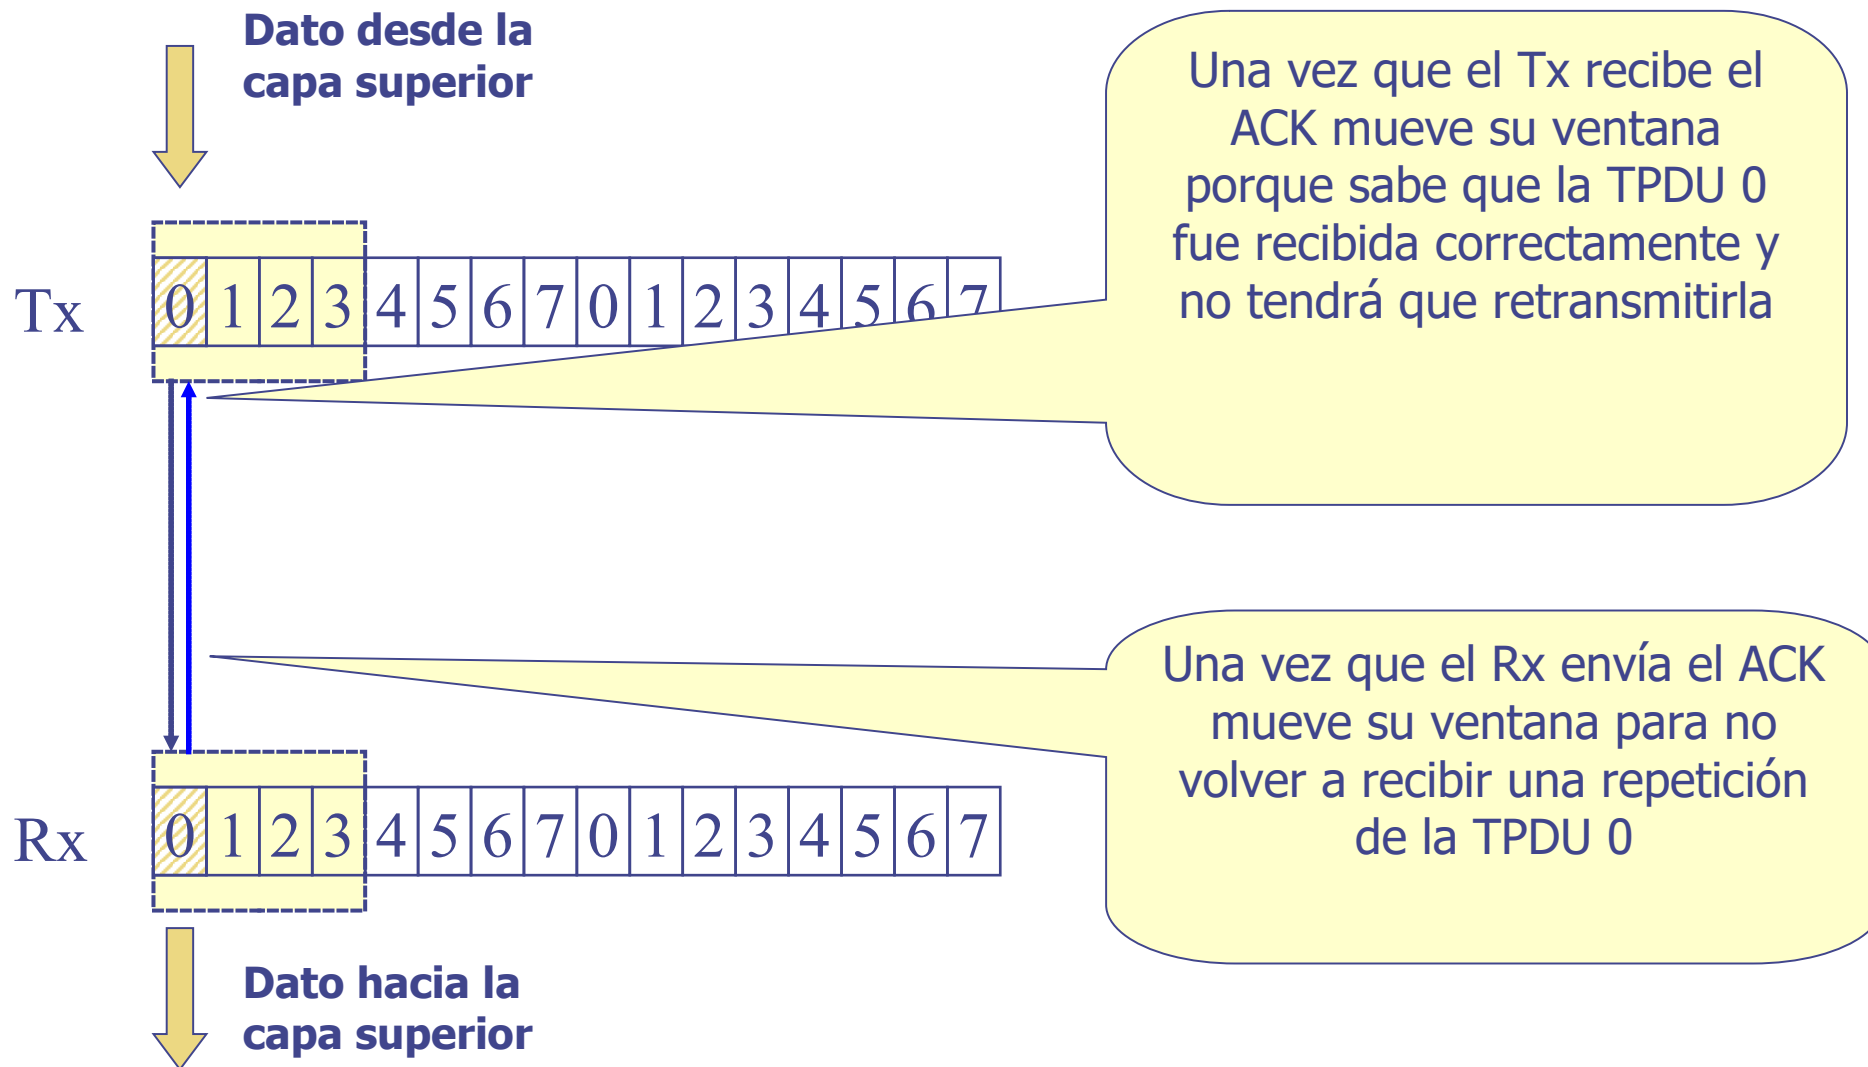 Dato desde la
capa superior
Una vez que el Tx recibe el
ACK mueve su ventana
porque sabe que la TPDU 0
fue recibida correctamente y
no tendrá que retransmitirla
Tx
0 1 2 3 4 5 6 7 0 1 2 3 4 5 6 7
Una vez que el Rx envía el ACK
mueve su ventana para no
volver a recibir una repetición
de la TPDU 0
Rx
0 1 2 3 4 5 6 7 0 1 2 3 4 5 6 7
Dato hacia la
capa superior